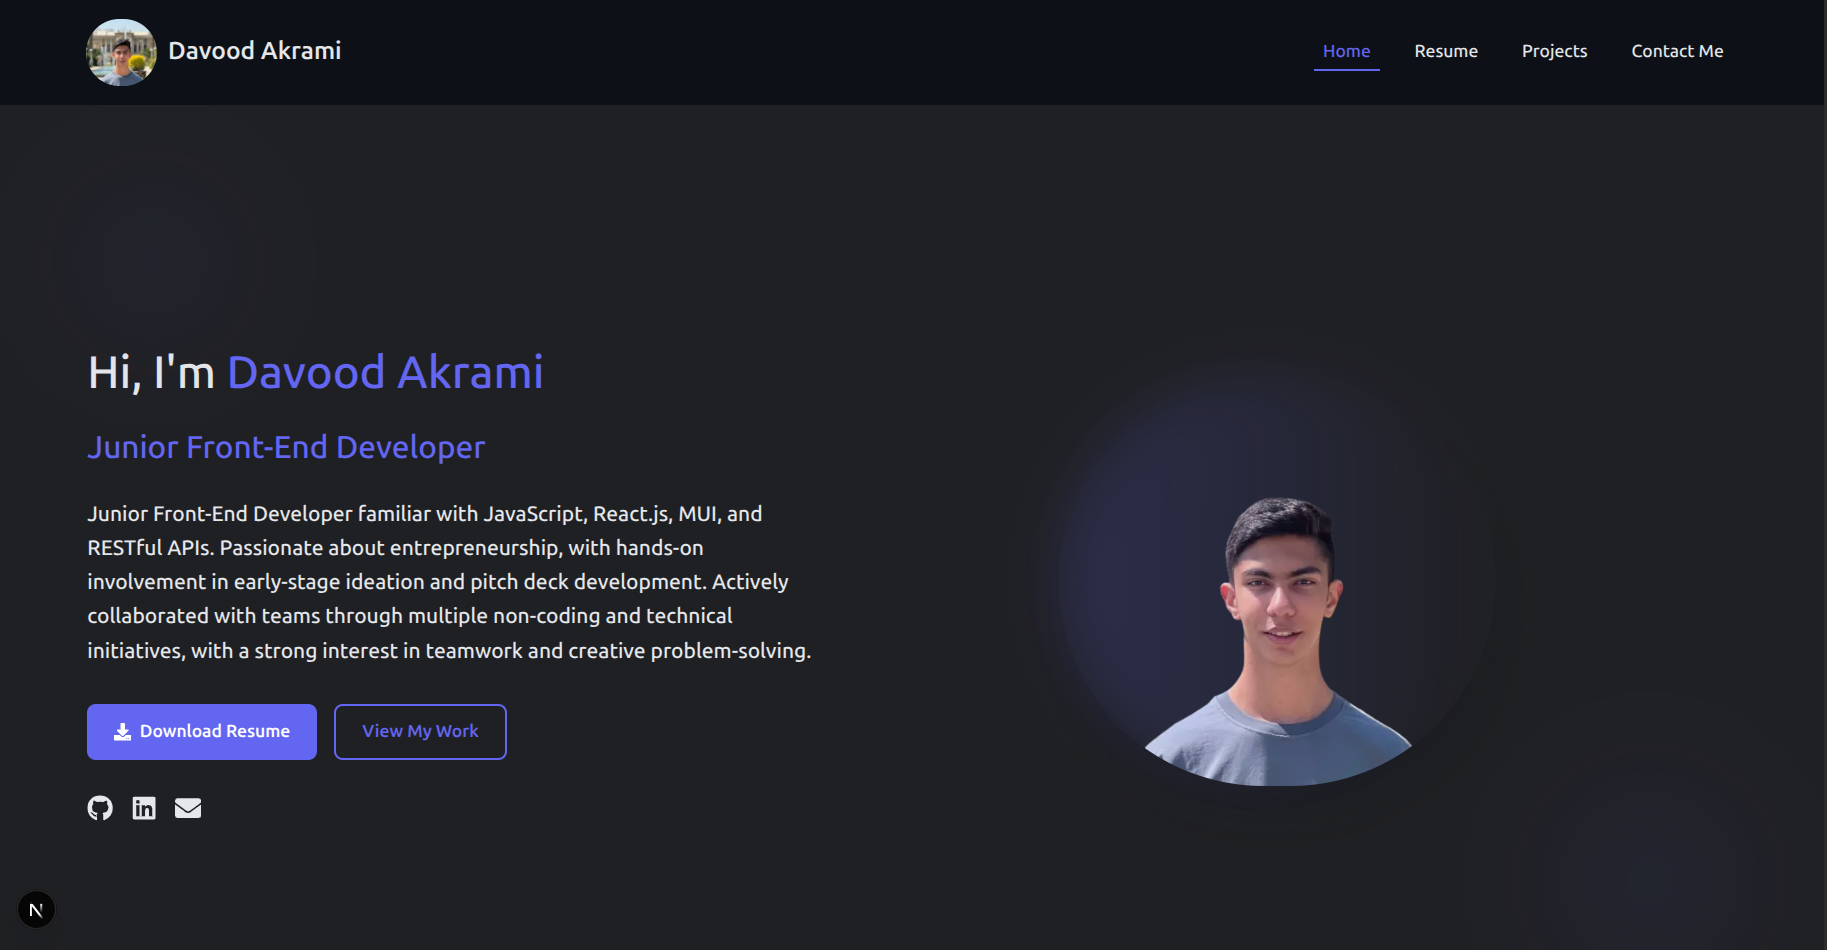 Davood Akrami
Home
Resume
Projects
Contact Me
Hi, I'm Davood Akrami
Junior Front-End Developer
Junior Front-End Developer familiar with JavaScript, React.js, MUI, and
RESTful APIs. Passionate about entrepreneurship, with hands-on
involvement in early-stage ideation and pitch deck development. Actively
collaborated with teams through multiple non-coding and technical
initiatives, with a strong interest in teamwork and creative problem-solving.
Download Resume
View My Work
in
N